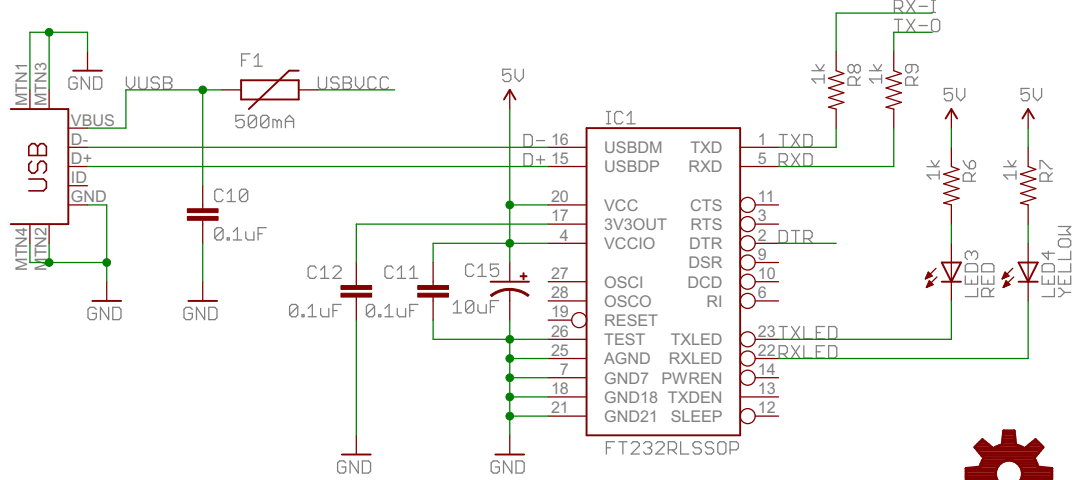 RX-I
TX-O
MTN1
MTN3
GND
VUSB
F1
500mA
USBVCC
5V
1k
R8
1k
R9
USB
VBUS
D-
D+
ID
GND
MTN4
MTN2
GND
C10
0.1uF
GND
D- 16
D+ 15
IC1
USBDM TXD
USBDP RXD
1 TXD
5 RXD
20 VCC CTS 11
17 3V3OUT RTS 3
4 VCCIO DTR 2 DTR
DSR 9
27 OSCI DCD 10
28 OSCO RI 6
19 RESET
26 TEST TXLED 23 TXLED
25 AGND RXLED 22 RXLED
7 GND7 PWREN 14
18 GND18 TXDEN 13
21 GND21 SLEEP 12
FT232RLSSOP
C12
0.1uF
C11
0.1uF
C15
+
10uF
GND
GND
5V
1k
R6
LED3
RED
5V
1k
R7
LED4
YELLOW